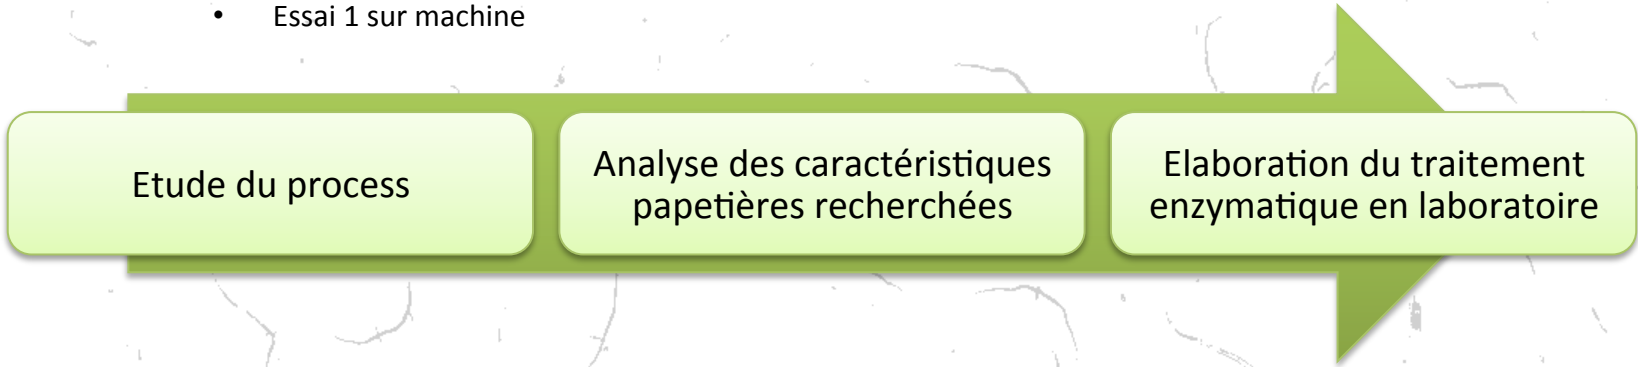 • Essai 1 sur machine
Etude du process
Analyse des caractéristiques
papetières recherchées
Elaboration du traitement
enzymatique en laboratoire